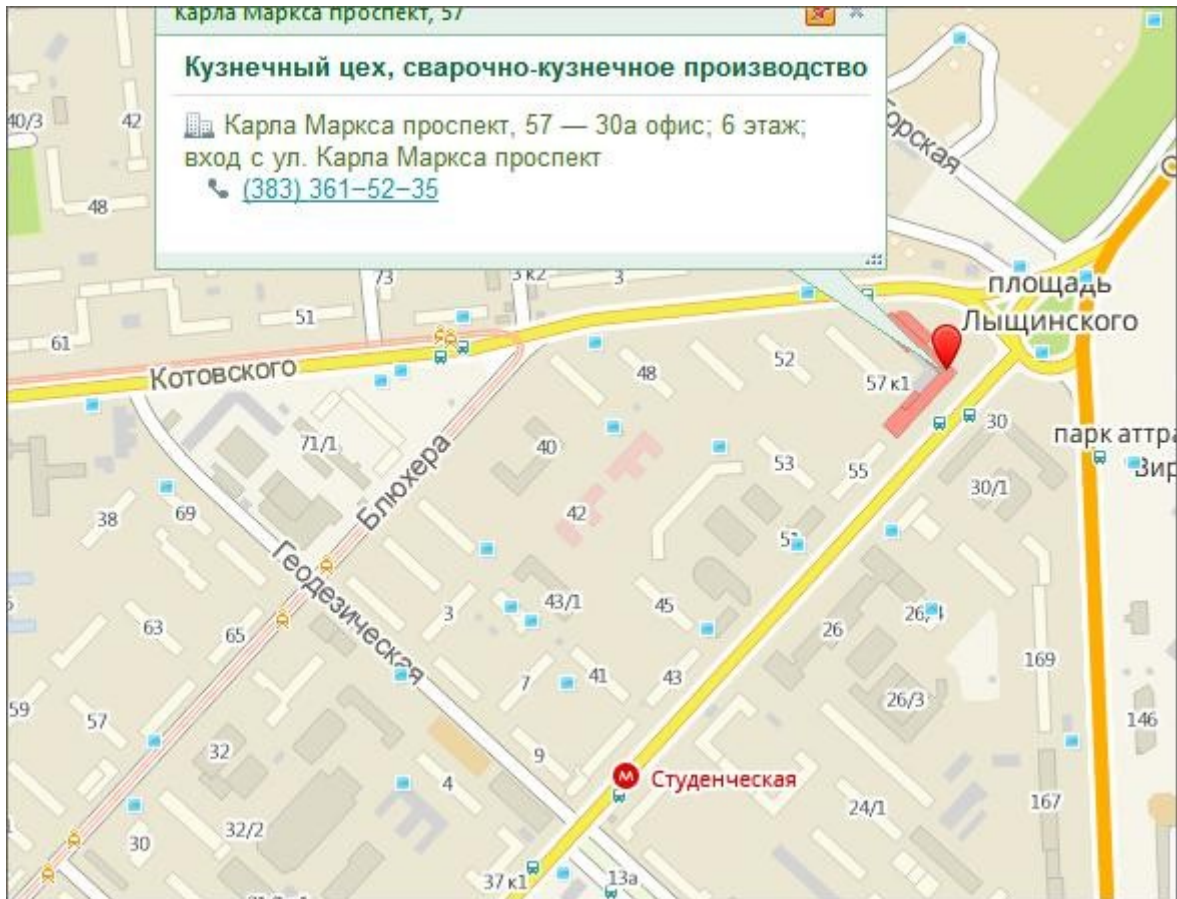 Карла Маркса проспект, 57
Кузнечный цех, сварочно-кузнечное производство
Карла Маркса проспект, 57 — 30а офис; 6 этаж;
вход с ул. Карла Маркса проспект
(383) 361–52–35
40/3
42
48
Горская
73
3 к2
3
площадь
Лыщинского
51
61
Котовского
48
52
57 к1
30
парк аттра
71/1
Блюхера
40
53
55
30/1
38
69
42
51
Геодезическая
43/1
45
26/4
63
65
3
26
169
59
57
7
41
43
26/3
146
32
9
Студенческая
4
24/1
167
32/2
30
37 к1
13а